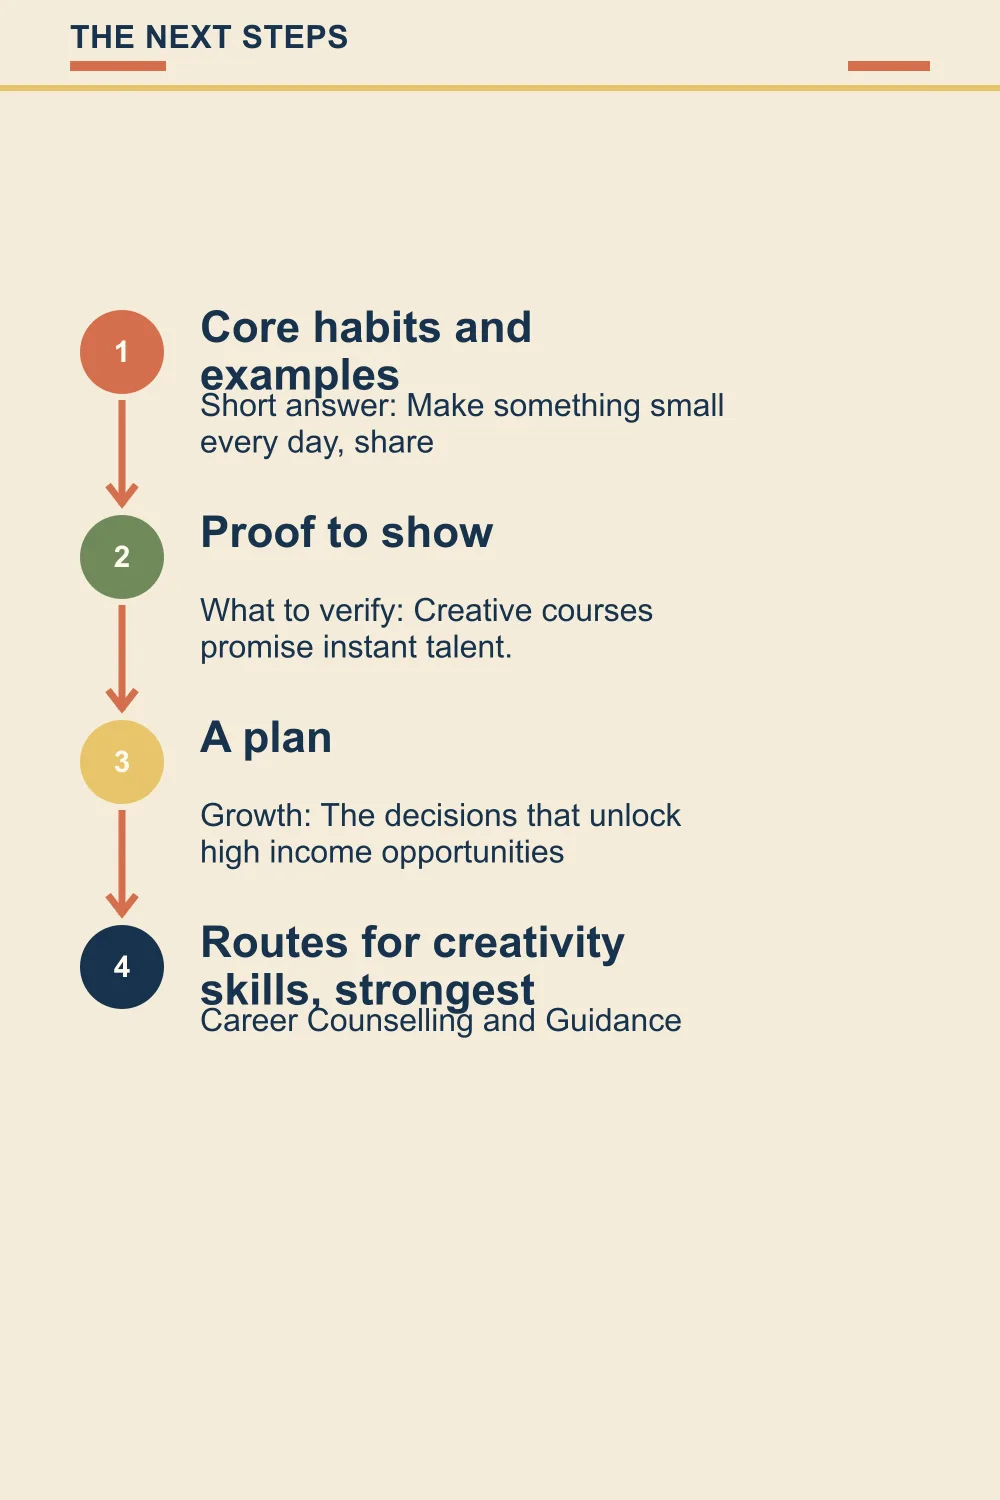 THE NEXT STEPS
1
Core habits and
examples
Short answer: Make something small
every day, share
2
Proof to show
What to verify: Creative courses
promise instant talent.
3
A plan
Growth: The decisions that unlock
high income opportunities
4
Routes for creativity
skills, strongest
Career Counselling and Guidance